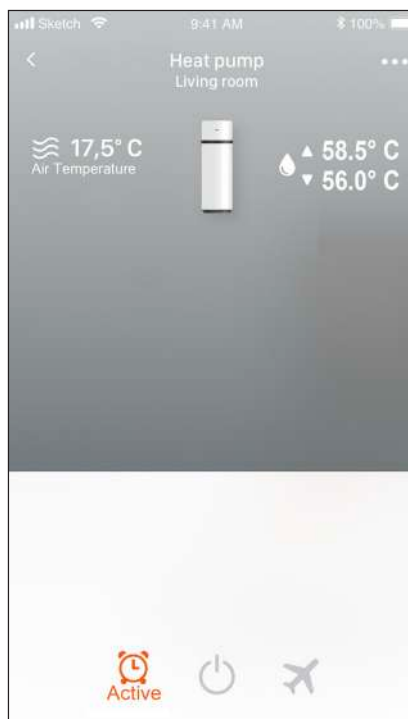 Sketch 9:41 AM 100%
Heat pump
Living room
17,5° C
Air Temperature
58.5° C
56.0° C
Active